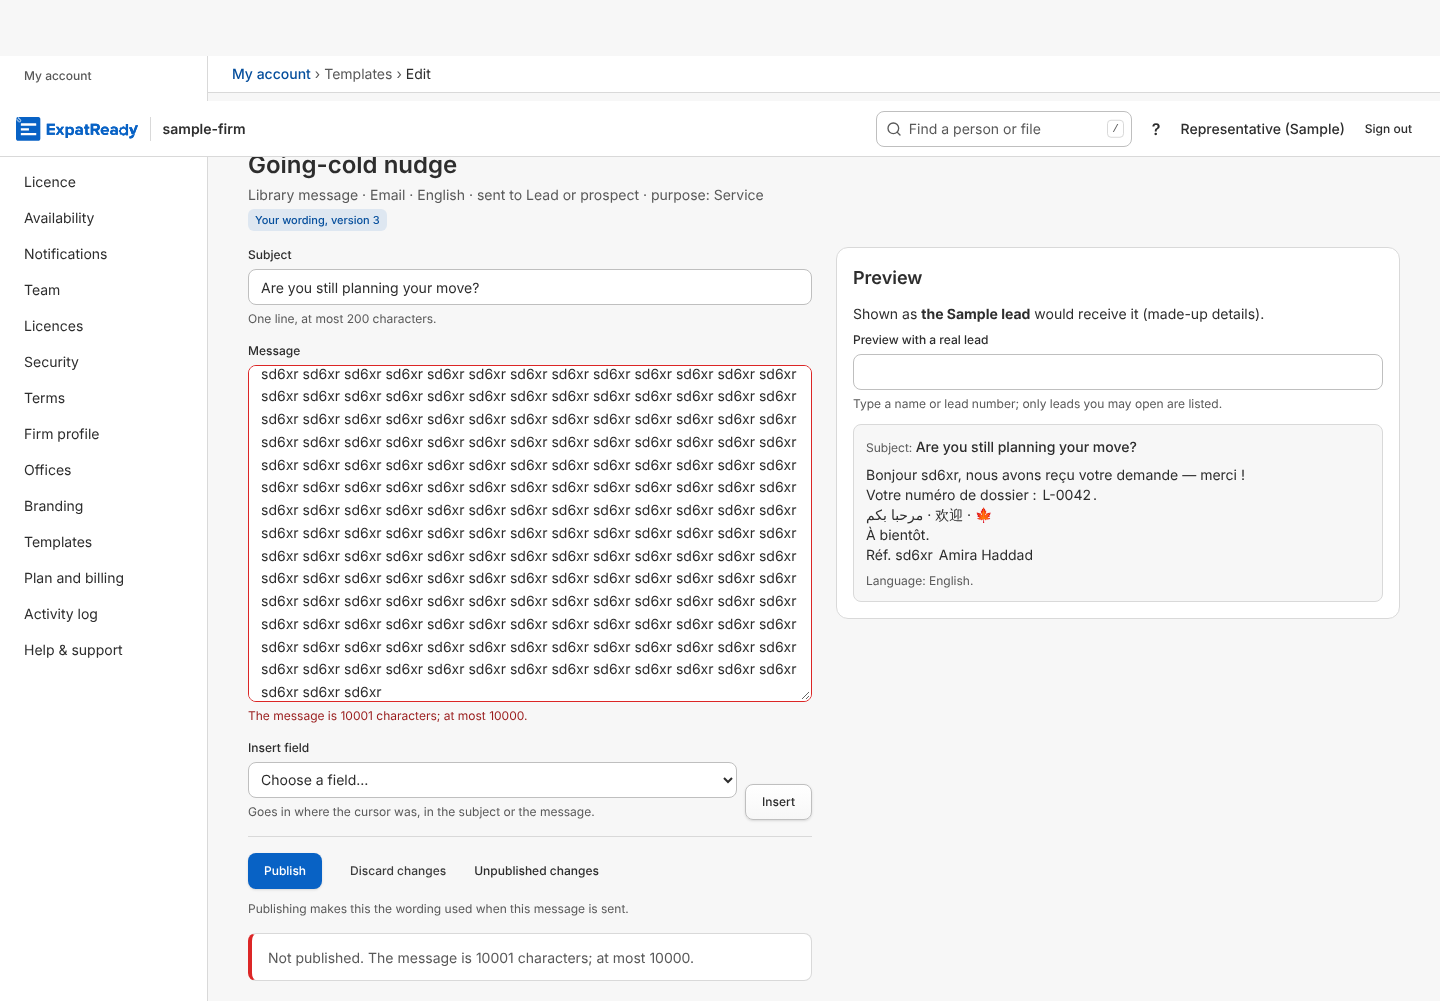 My account
My account › Templates › Edit
ExpatReady
sample-firm
Find a person or file
/
?
Representative (Sample)
Sign out
Going-cold nudge
Licence
Availability
Notifications
Team
Licences
Security
Terms
Firm profile
Offices
Branding
Templates
Plan and billing
Activity log
Help & support
Library message · Email · English · sent to Lead or prospect · purpose: Service
Your wording, version 3
Subject
Are you still planning your move?
One line, at most 200 characters.
Message
sd6xr sd6xr sd6xr sd6xr sd6xr sd6xr sd6xr sd6xr sd6xr sd6xr sd6xr sd6xr sd6xr
sd6xr sd6xr sd6xr sd6xr sd6xr sd6xr sd6xr sd6xr sd6xr sd6xr sd6xr sd6xr sd6xr
sd6xr sd6xr sd6xr sd6xr sd6xr sd6xr sd6xr sd6xr sd6xr sd6xr sd6xr sd6xr sd6xr
sd6xr sd6xr sd6xr sd6xr sd6xr sd6xr sd6xr sd6xr sd6xr sd6xr sd6xr sd6xr sd6xr
sd6xr sd6xr sd6xr sd6xr sd6xr sd6xr sd6xr sd6xr sd6xr sd6xr sd6xr sd6xr sd6xr
sd6xr sd6xr sd6xr sd6xr sd6xr sd6xr sd6xr sd6xr sd6xr sd6xr sd6xr sd6xr sd6xr
sd6xr sd6xr sd6xr sd6xr sd6xr sd6xr sd6xr sd6xr sd6xr sd6xr sd6xr sd6xr sd6xr
sd6xr sd6xr sd6xr sd6xr sd6xr sd6xr sd6xr sd6xr sd6xr sd6xr sd6xr sd6xr sd6xr
sd6xr sd6xr sd6xr sd6xr sd6xr sd6xr sd6xr sd6xr sd6xr sd6xr sd6xr sd6xr sd6xr
sd6xr sd6xr sd6xr sd6xr sd6xr sd6xr sd6xr sd6xr sd6xr sd6xr sd6xr sd6xr sd6xr
sd6xr sd6xr sd6xr sd6xr sd6xr sd6xr sd6xr sd6xr sd6xr sd6xr sd6xr sd6xr sd6xr
sd6xr sd6xr sd6xr sd6xr sd6xr sd6xr sd6xr sd6xr sd6xr sd6xr sd6xr sd6xr sd6xr
sd6xr sd6xr sd6xr sd6xr sd6xr sd6xr sd6xr sd6xr sd6xr sd6xr sd6xr sd6xr sd6xr
sd6xr sd6xr sd6xr sd6xr sd6xr sd6xr sd6xr sd6xr sd6xr sd6xr sd6xr sd6xr sd6xr
sd6xr sd6xr sd6xr
The message is 10001 characters; at most 10000.
Insert field
Choose a field...
Insert
Goes in where the cursor was, in the subject or the message.
Publish
Discard changes
Unpublished changes
Publishing makes this the wording used when this message is sent.
Not published. The message is 10001 characters; at most 10000.
Preview
Shown as the Sample lead would receive it (made-up details).
Preview with a real lead
Type a name or lead number; only leads you may open are listed.
Subject: Are you still planning your move?
Bonjour sd6xr, nous avons reçu votre demande — merci !
Votre numéro de dossier : L-0042.
مرحبا بكم · 欢迎 · 🍁
À bientôt.
Réf. sd6xr Amira Haddad
Language: English.